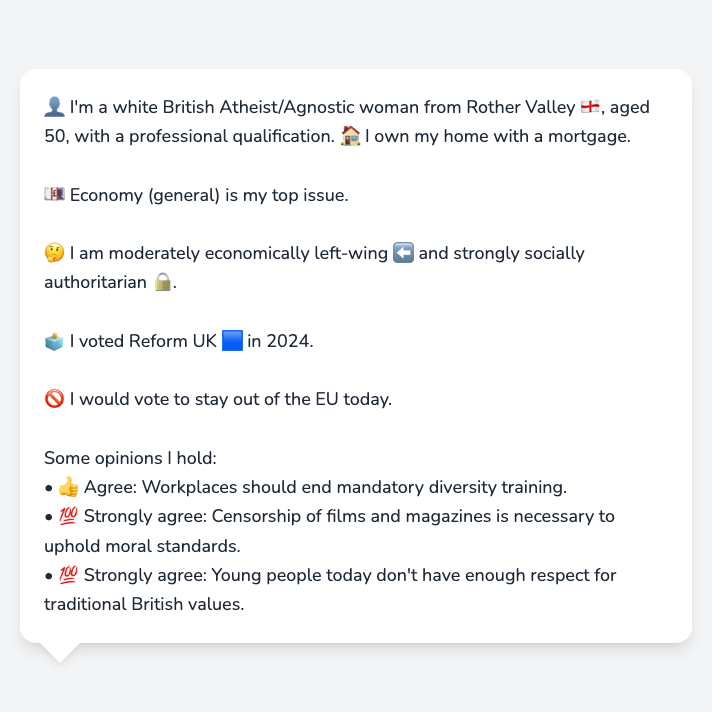 👤 I'm a white British Atheist/Agnostic woman from Rother Valley 🏴󠁧󠁢󠁥󠁮󠁧󠁿, aged
50, with a professional qualification. 🏠 I own my home with a mortgage.
💷 Economy (general) is my top issue.
🤔 I am moderately economically left-wing ⬅️ and strongly socially
authoritarian 🔒.
🗳️ I voted Reform UK 🟦 in 2024.
🚫 I would vote to stay out of the EU today.
Some opinions I hold:
• 👍 Agree: Workplaces should end mandatory diversity training.
• 💯 Strongly agree: Censorship of films and magazines is necessary to
uphold moral standards.
• 💯 Strongly agree: Young people today don't have enough respect for
traditional British values.